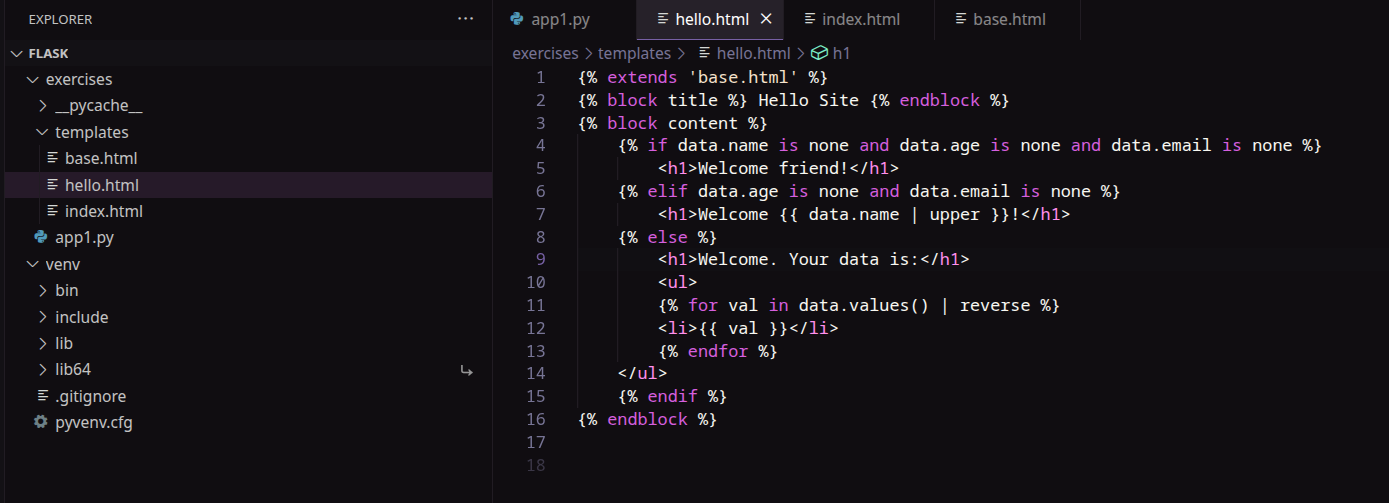 EXPLORER
FLASK
exercises
__pycache__
templates
base.html
hello.html
index.html
app1.py
venv
bin
include
lib
lib64
.gitignore
pyvenv.cfg
app1.py hello.html index.html base.html
exercises > templates > hello.html > h1
1 {% extends 'base.html' %}
2 {% block title %} Hello Site {% endblock %}
3 {% block content %}
4     {% if data.name is none and data.age is none and data.email is none %}
5         <h1>Welcome friend!</h1>
6     {% elif data.age is none and data.email is none %}
7         <h1>Welcome {{ data.name | upper }}!</h1>
8     {% else %}
9         <h1>Welcome. Your data is:</h1>
10         <ul>
11         {% for val in data.values() | reverse %}
12         <li>{{ val }}</li>
13         {% endfor %}
14     </ul>
15     {% endif %}
16 {% endblock %}
17
18